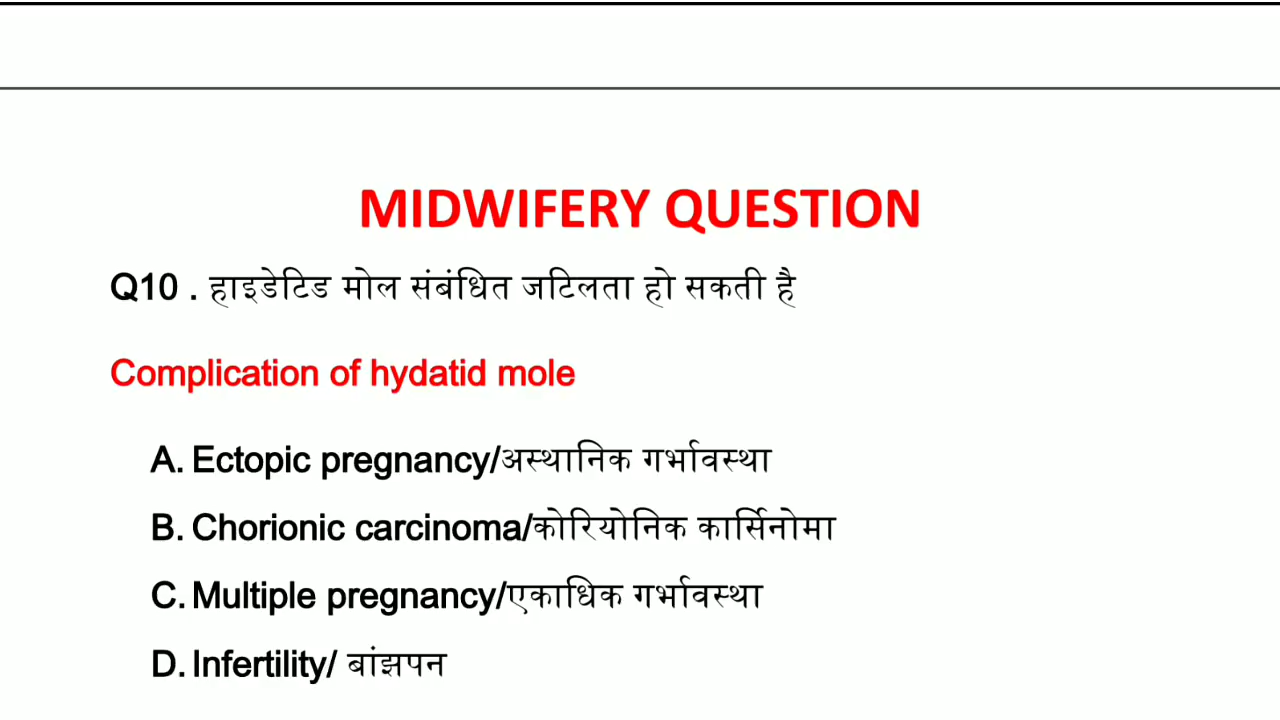 MIDWIFERY QUESTION
Q10 . हाइडेटिड मोल संबंधित जटिलता हो सकती है
Complication of hydatid mole
A. Ectopic pregnancy/अस्थानिक गर्भावस्था
B. Chorionic carcinoma/कोरियोनिक कार्सिनोमा
C. Multiple pregnancy/एकाधिक गर्भावस्था
D. Infertility/ बांझपन